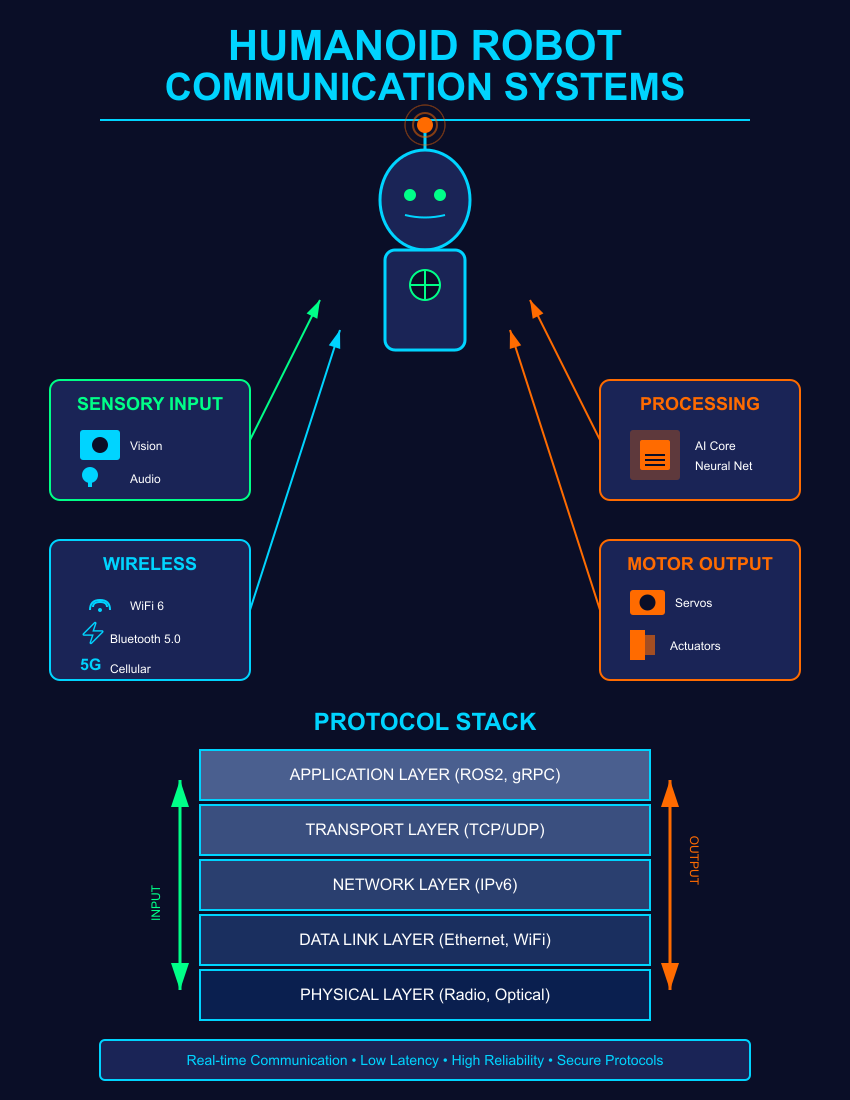 HUMANOID ROBOT
COMMUNICATION SYSTEMS
SENSORY INPUT
Vision
Audio
PROCESSING
AI Core
Neural Net
WIRELESS
WiFi 6
Bluetooth 5.0
5G Cellular
MOTOR OUTPUT
Servos
Actuators
PROTOCOL STACK
APPLICATION LAYER (ROS2, gRPC)
TRANSPORT LAYER (TCP/UDP)
NETWORK LAYER (IPv6)
DATA LINK LAYER (Ethernet, WiFi)
PHYSICAL LAYER (Radio, Optical)
INPUT
OUTPUT
Real-time Communication • Low Latency • High Reliability • Secure Protocols